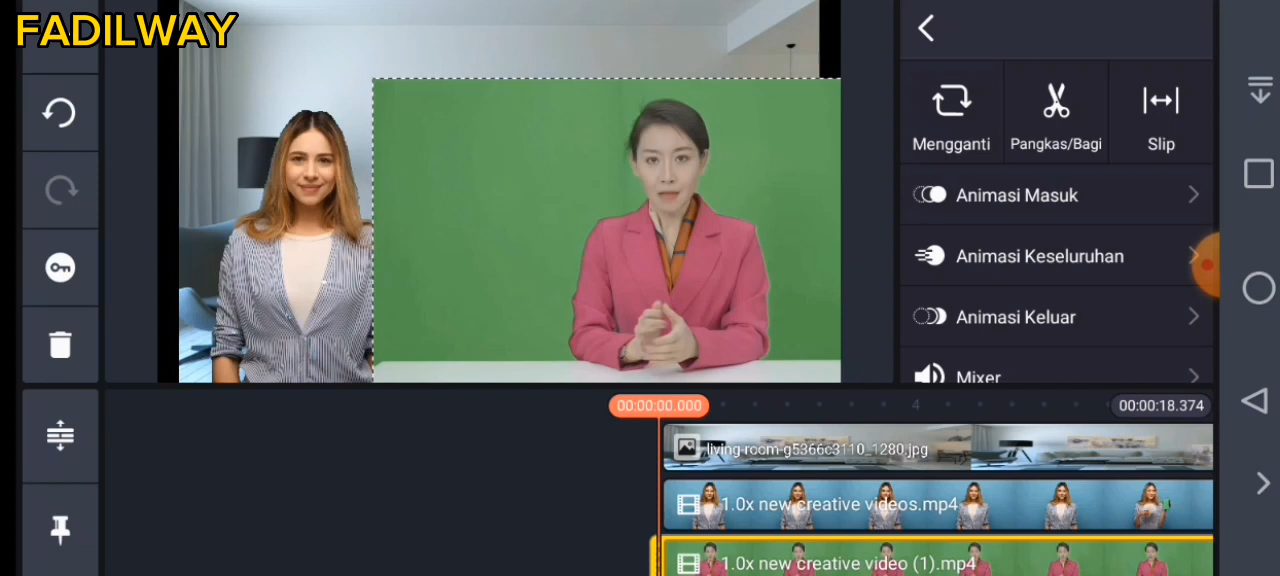 FADILWAY
Mengganti
Pangkas/Bagi
Slip
Animasi Masuk
Animasi Keseluruhan
Animasi Keluar
Mixer
00:00:00.000
4
00:00:18.374
living-room-g5366c3110_1280.jpg
1.0x new creative videos.mp4
1.0x new creative video (1).mp4